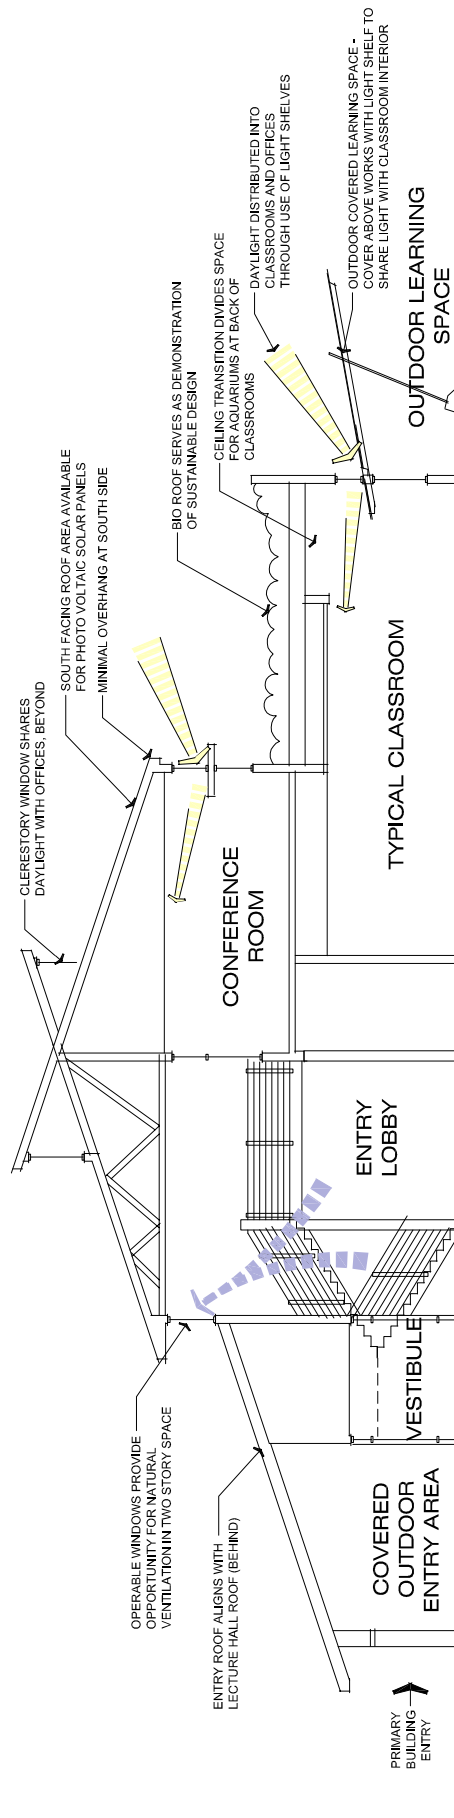 CLERESTORY WINDOW SHARES
DAYLIGHT WITH OFFICES, BEYOND
SOUTH FACING ROOF AREA AVAILABLE
FOR PHOTO VOLTAIC SOLAR PANELS
MINIMAL OVERHANG AT SOUTH SIDE
BIO ROOF SERVES AS DEMONSTRATION
OF SUSTAINABLE DESIGN
CEILING TRANSITION DIVIDES SPACE
FOR AQUARIUMS AT BACK OF
CLASSROOMS
DAYLIGHT DISTRIBUTED INTO
CLASSROOMS AND OFFICES
THROUGH USE OF LIGHT SHELVES
OUTDOOR COVERED LEARNING SPACE -
COVER ABOVE WORKS WITH LIGHT SHELF TO
SHARE LIGHT WITH CLASSROOM INTERIOR
OPERABLE WINDOWS PROVIDE
OPPORTUNITY FOR NATURAL
VENTILATION IN TWO STORY SPACE
ENTRY ROOF ALIGNS WITH
LECTURE HALL ROOF (BEHIND)
PRIMARY
BUILDING
ENTRY
COVERED
OUTDOOR
ENTRY AREA
VESTIBULE
ENTRY
LOBBY
CONFERENCE
ROOM
TYPICAL CLASSROOM
OUTDOOR LEARNING
SPACE